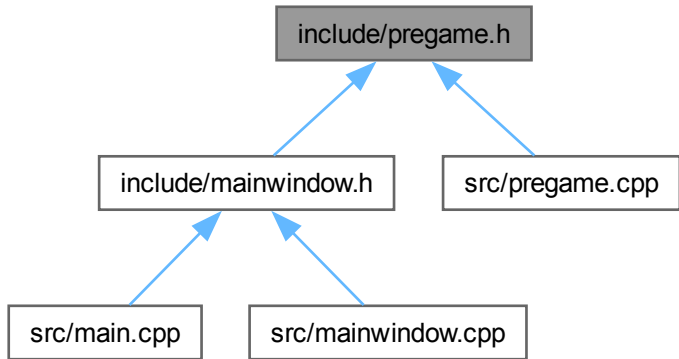 include/pregame.h
include/mainwindow.h
src/pregame.cpp
src/main.cpp
src/mainwindow.cpp